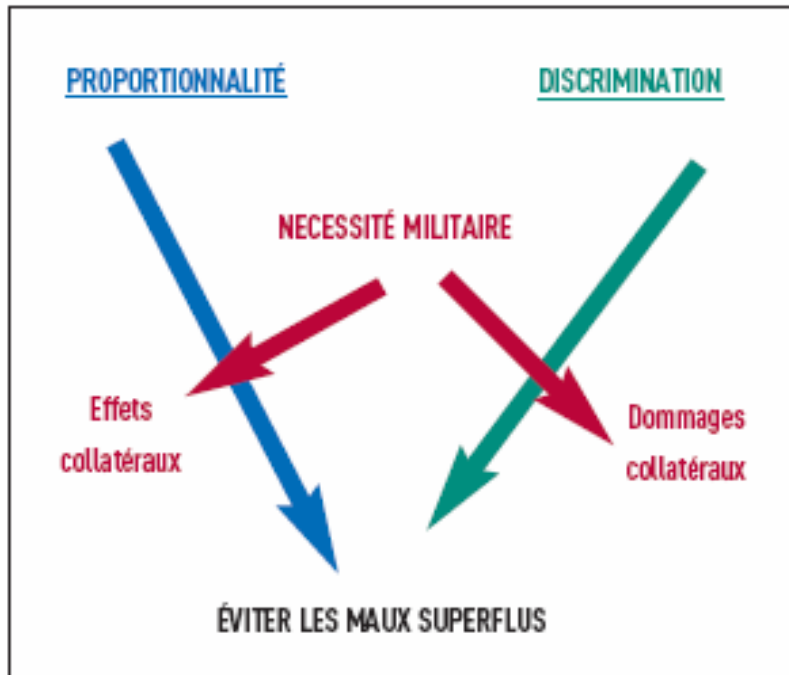 PROPORTIONNALITÉ
DISCRIMINATION
NECESSITÉ MILITAIRE
Effets
collatéraux
Dommages
collatéraux
ÉVITER LES MAUX SUPERFLUS